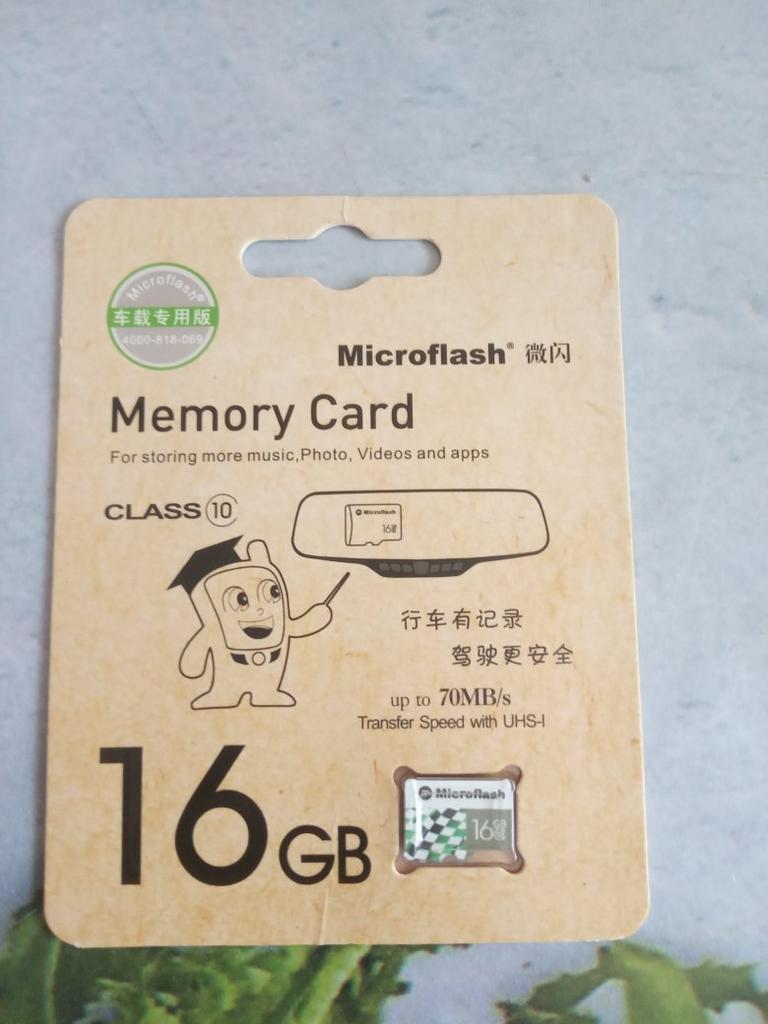 Microflash®
车载专用版
4000-818-069
Microflash® 微闪
Memory Card
For storing more music,Photo, Videos and apps
CLASS 10
Microflash
16GB
行车有记录
驾驶更安全
up to 70MB/s
Transfer Speed with UHS-I
16GB
Microflash
16GB